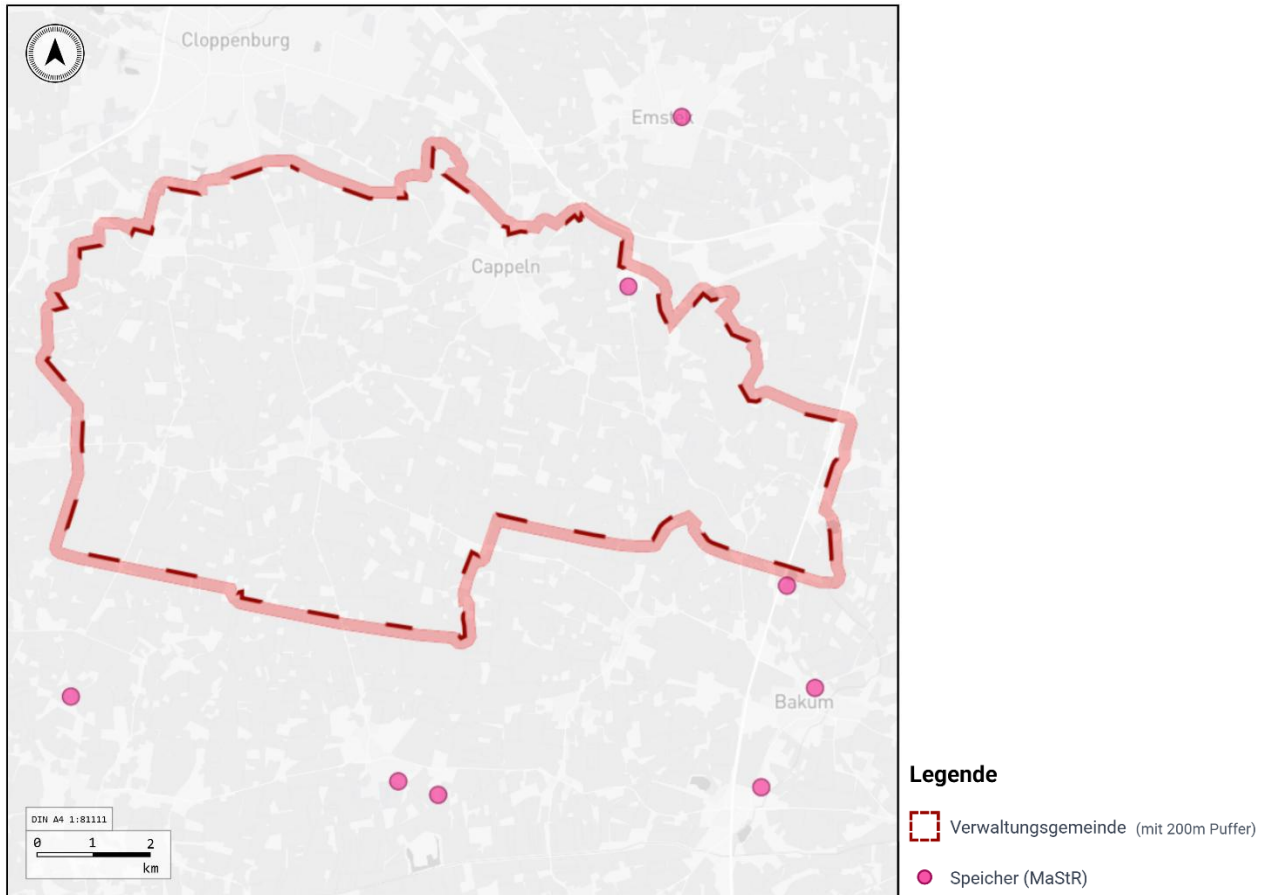 Cloppenburg
Emstek
Cappeln
Bakum
DIN A4 1:81111
0 1 2
km
Legende
Verwaltungsgemeinde (mit 200m Puffer)
Speicher (MaStR)